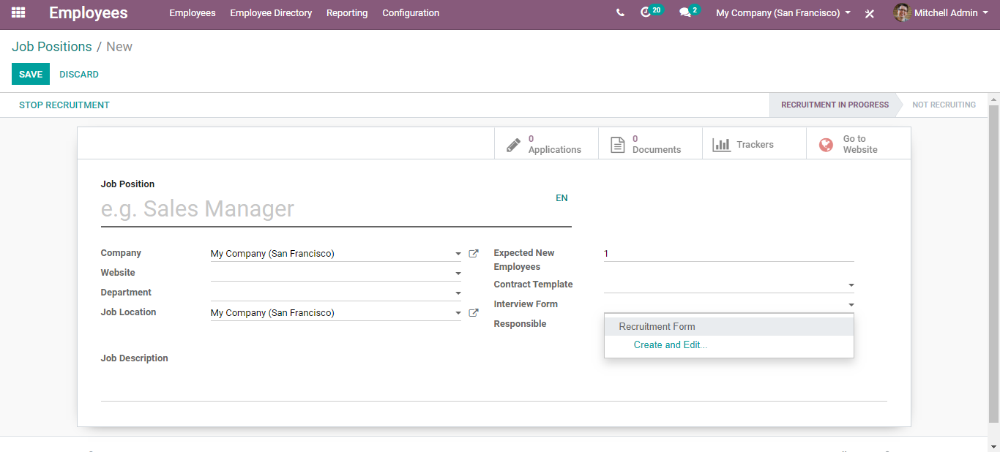 Employees Employees Employee Directory Reporting Configuration 20 2 My Company (San Francisco) Mitchell Admin
Job Positions / New
SAVE DISCARD
STOP RECRUITMENT RECRUITMENT IN PROGRESS NOT RECRUITING
0 Applications 0 Documents Trackers Go to Website
Job Position
e.g. Sales Manager EN
Company My Company (San Francisco) Expected New Employees 1
Website
Department Contract Template
Job Location My Company (San Francisco) Interview Form
Responsible
Recruitment Form
Create and Edit...
Job Description